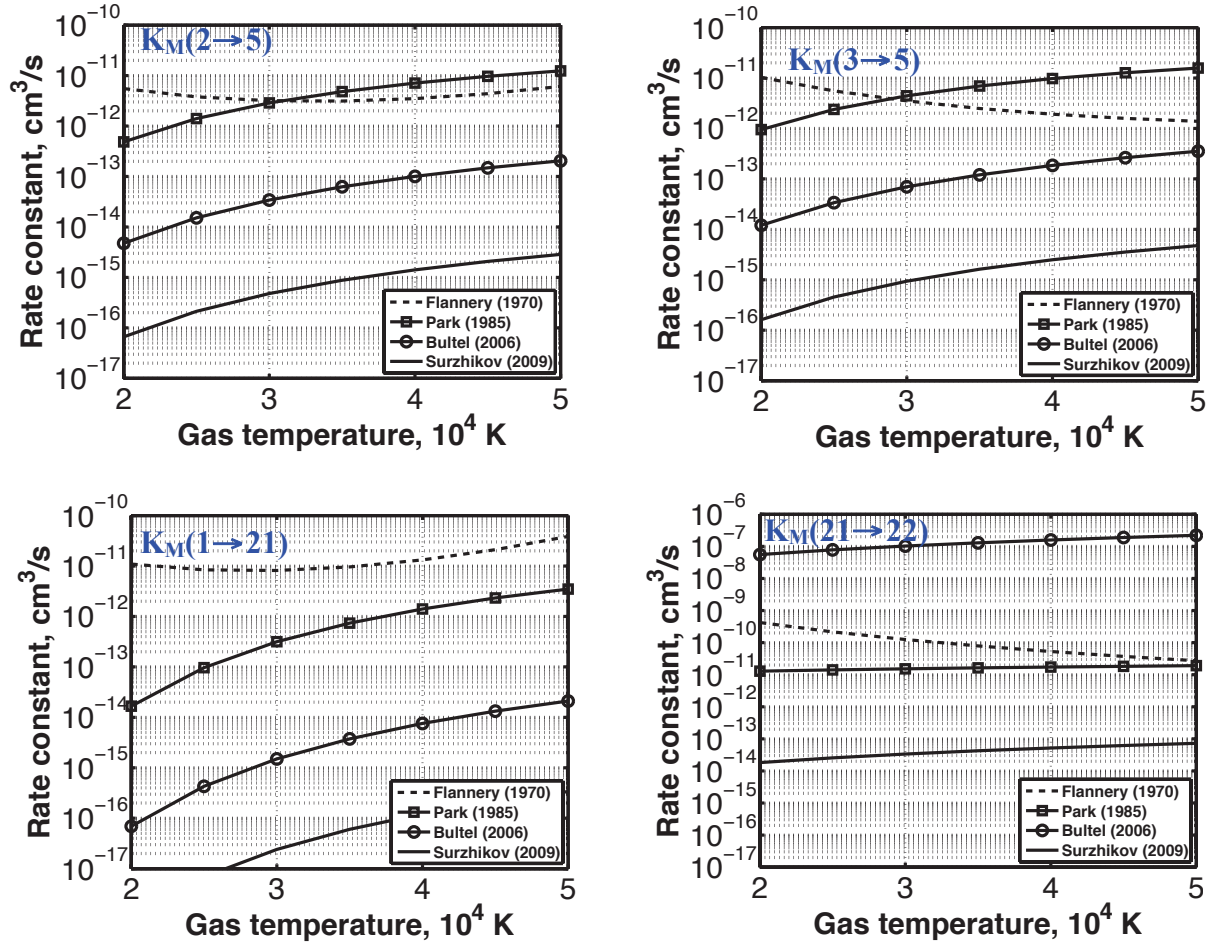 K_M(2→5)
Rate constant, cm^3/s
10^−10
10^−11
10^−12
10^−13
10^−14
10^−15
10^−16
10^−17
Flannery (1970)
Park (1985)
Bultel (2006)
Surzhikov (2009)
2 3 4 5
Gas temperature, 10^4 K
K_M(3→5)
Rate constant, cm^3/s
10^−10
10^−11
10^−12
10^−13
10^−14
10^−15
10^−16
10^−17
Flannery (1970)
Park (1985)
Bultel (2006)
Surzhikov (2009)
2 3 4 5
Gas temperature, 10^4 K
K_M(1→21)
Rate constant, cm^3/s
10^−10
10^−11
10^−12
10^−13
10^−14
10^−15
10^−16
10^−17
Flannery (1970)
Park (1985)
Bultel (2006)
Surzhikov (2009)
2 3 4 5
Gas temperature, 10^4 K
K_M(21→22)
Rate constant, cm^3/s
10^−6
10^−7
10^−8
10^−9
10^−10
10^−11
10^−12
10^−13
10^−14
10^−15
10^−16
10^−17
Flannery (1970)
Park (1985)
Bultel (2006)
Surzhikov (2009)
2 3 4 5
Gas temperature, 10^4 K